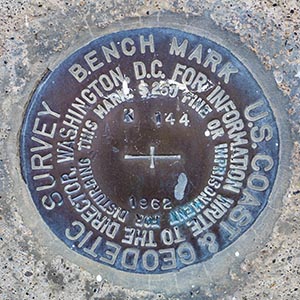 U.S. COAST & GEODETIC SURVEY BENCH MARK
FOR INFORMATION WRITE TO THE DIRECTOR, WASHINGTON, D.C.
$250 FINE OR IMPRISONMENT FOR DISTURBING THIS MARK.
144
1962